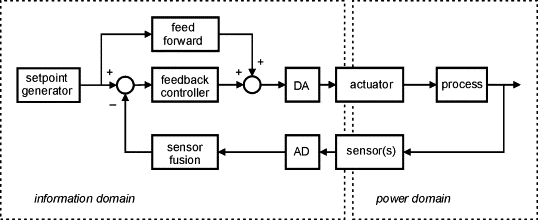 feed
forward
+
+
setpoint
generator
+
−
feedback
controller
+
DA
actuator
process
sensor
fusion
AD
sensor(s)
information domain
power domain